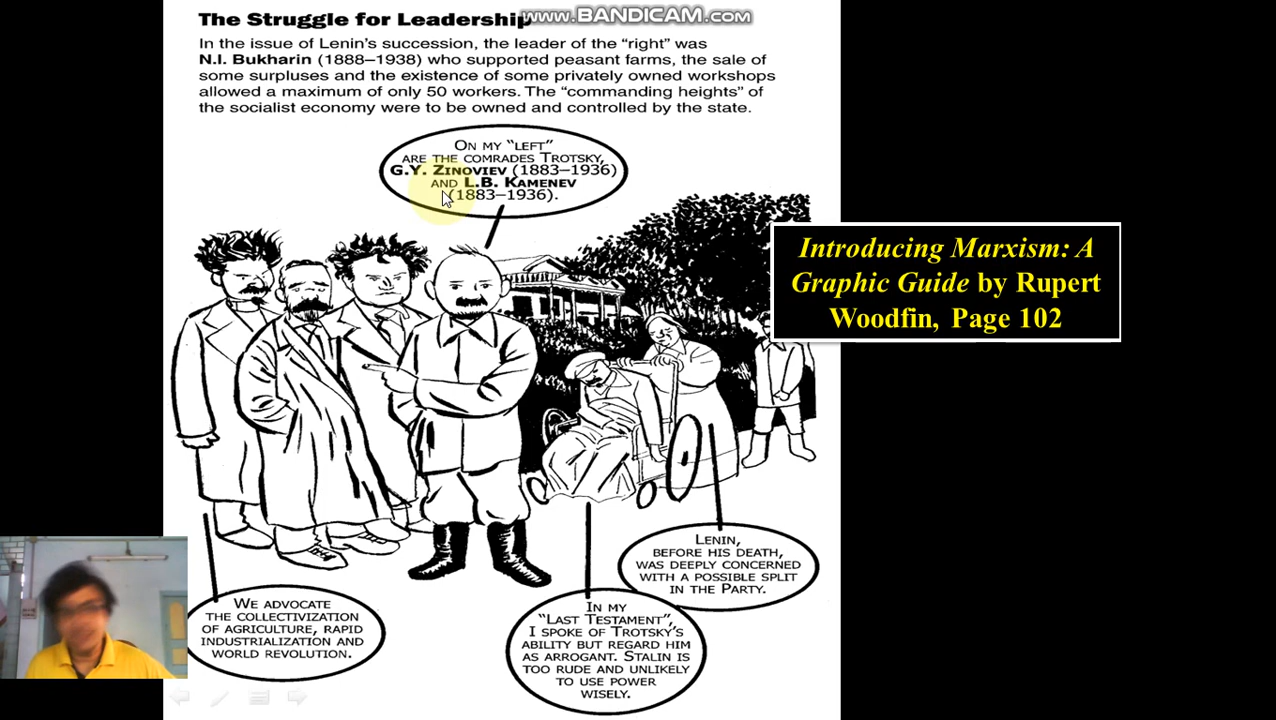 The Struggle for Leadership
www.BANDICAM.com
In the issue of Lenin's succession, the leader of the "right" was
N.I. Bukharin (1888–1938) who supported peasant farms, the sale of
some surpluses and the existence of some privately owned workshops
allowed a maximum of only 50 workers. The "commanding heights" of
the socialist economy were to be owned and controlled by the state.
On my "left"
are the comrades Trotsky,
G.Y. Zinoviev (1883–1936)
and L.B. Kamenev
(1883–1936).
Introducing Marxism: A
Graphic Guide by Rupert
Woodfin, Page 102
Lenin,
before his death,
was deeply concerned
with a possible split
in the Party.
We advocate
the collectivization
of agriculture, rapid
industrialization and
world revolution.
In my
"Last Testament",
I spoke of Trotsky's
ability but regard him
as arrogant. Stalin is
too rude and unlikely
to use power
wisely.